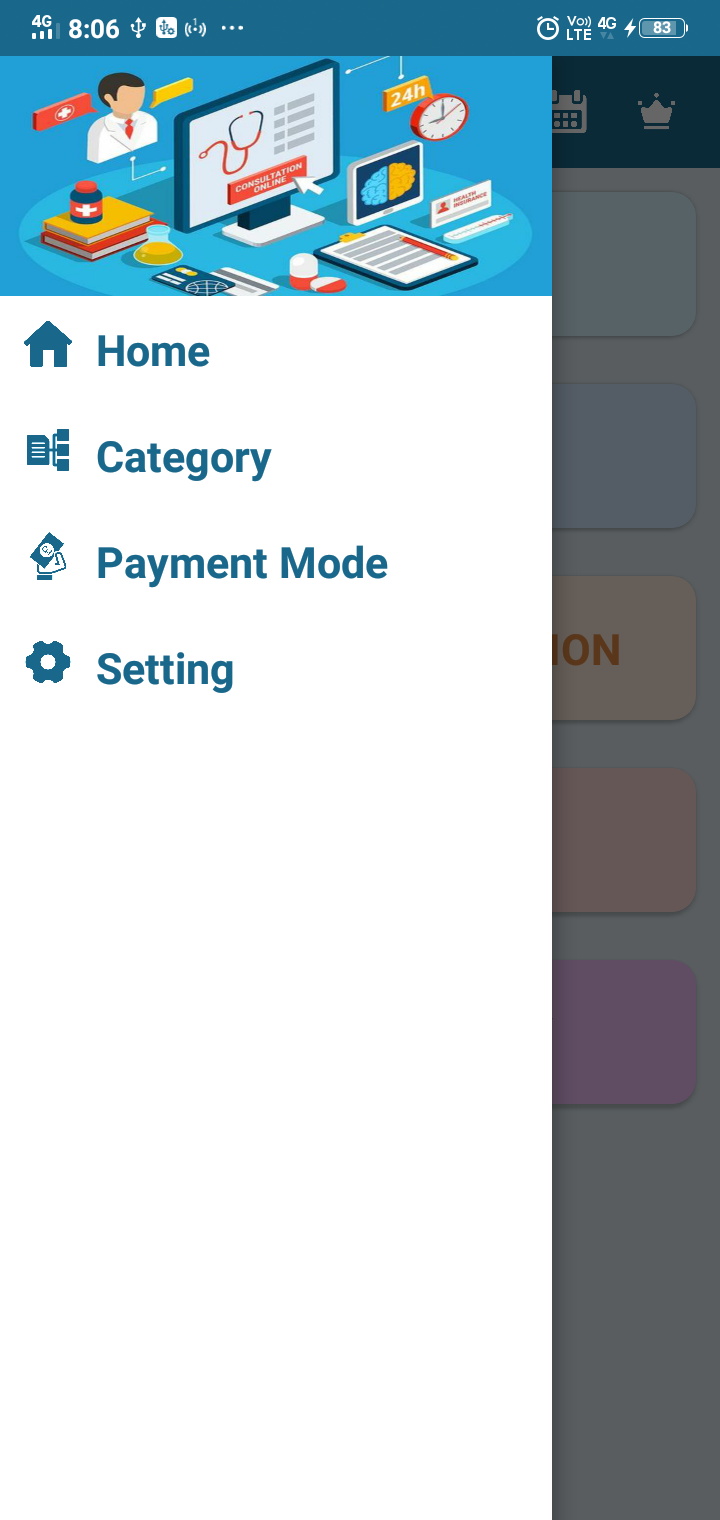 4G 8:06 Vo)) LTE 4G 83
24h
CONSULTATION
ONLINE
HEALTH
INSURANCE
Home
Category
Payment Mode
ION
Setting